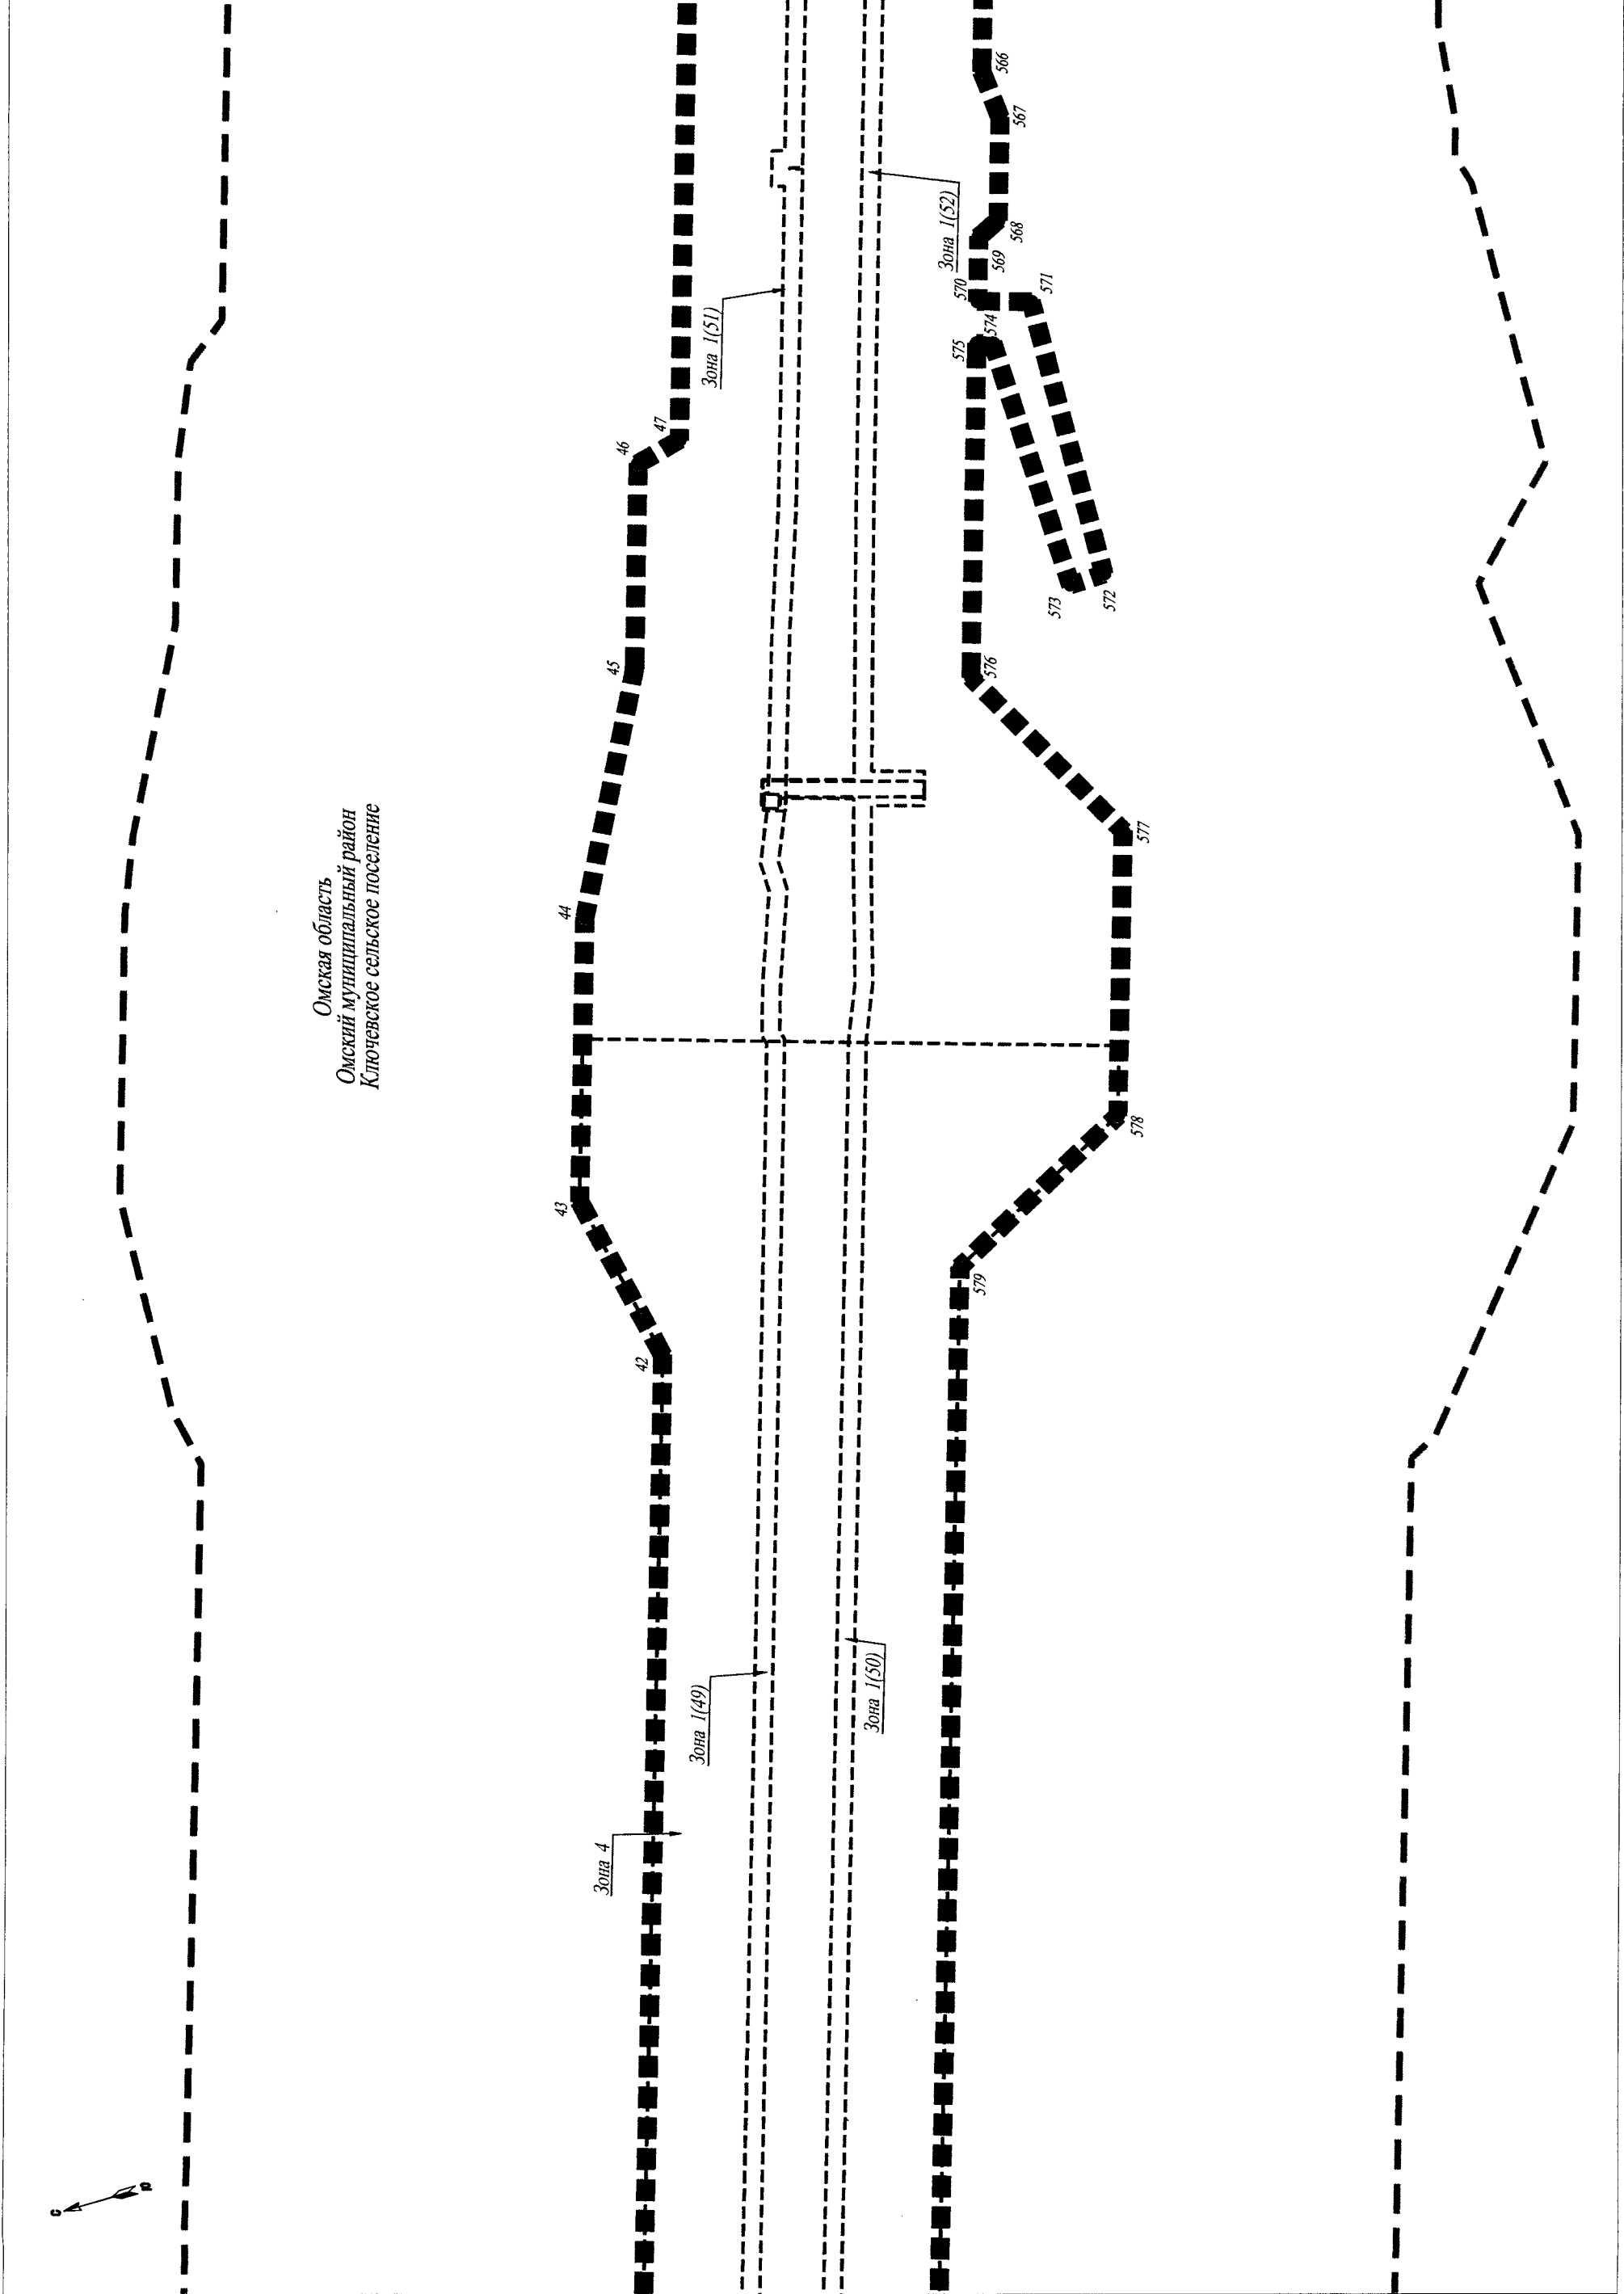 Омская область
Омский муниципальный район
Ключевское сельское поселение
С
Ю
42
43
44
45
46
47
Зона 4
Зона 1(49)
Зона 1(50)
Зона 1(51)
Зона 1(52)
579
578
577
576
573
572
575
574
570
571
569
568
567
566